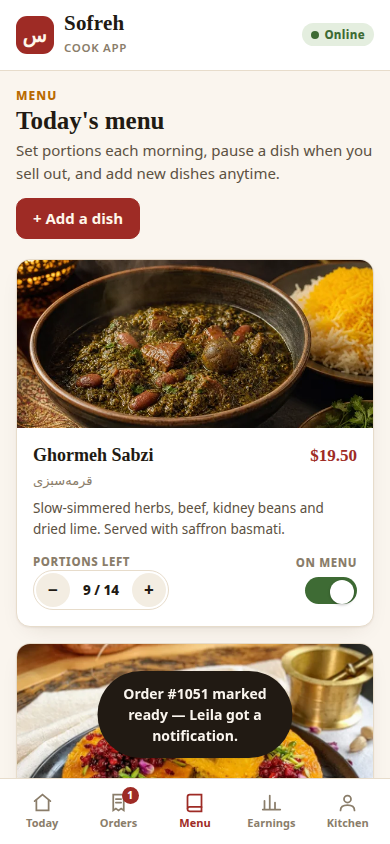 س
Sofreh
COOK APP
Online
MENU
Today's menu
Set portions each morning, pause a dish when you
sell out, and add new dishes anytime.
+ Add a dish
Ghormeh Sabzi
$19.50
قرمه‌سبزی
Slow-simmered herbs, beef, kidney beans and
dried lime. Served with saffron basmati.
PORTIONS LEFT
ON MENU
− 9 / 14 +
Order #1051 marked
ready — Leila got a
notification.
1
Today
Orders
Menu
Earnings
Kitchen